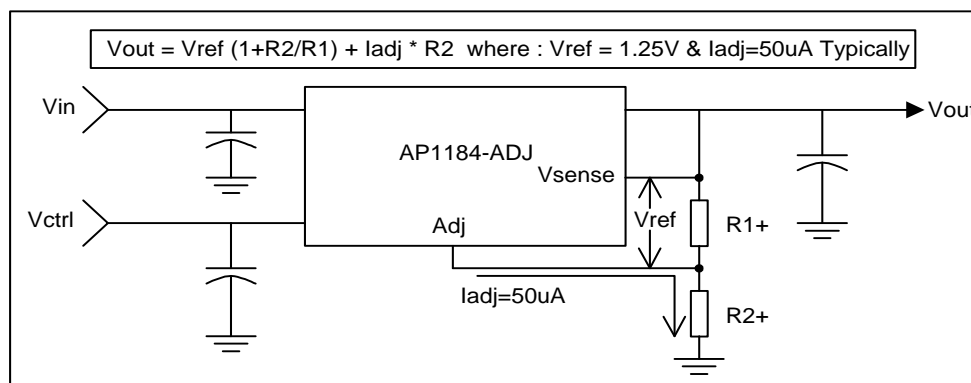 Vout = Vref (1+R2/R1) + Iadj * R2 where : Vref = 1.25V & Iadj=50uA Typically
Vin
Vout
AP1184-ADJ
Vsense
Vctrl
Adj
Vref
R1+
Iadj=50uA
R2+